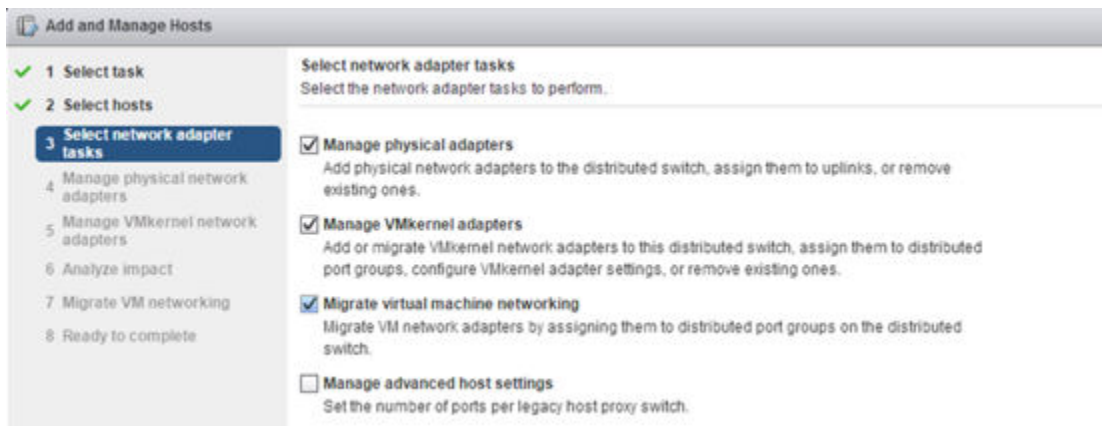 Add and Manage Hosts
1 Select task
2 Select hosts
3 Select network adapter
tasks
4 Manage physical network
adapters
5 Manage VMkernel network
adapters
6 Analyze impact
7 Migrate VM networking
8 Ready to complete
Select network adapter tasks
Select the network adapter tasks to perform.
Manage physical adapters
Add physical network adapters to the distributed switch, assign them to uplinks, or remove
existing ones.
Manage VMkernel adapters
Add or migrate VMkernel network adapters to this distributed switch, assign them to distributed
port groups, configure VMkernel adapter settings, or remove existing ones.
Migrate virtual machine networking
Migrate VM network adapters by assigning them to distributed port groups on the distributed
switch.
Manage advanced host settings
Set the number of ports per legacy host proxy switch.